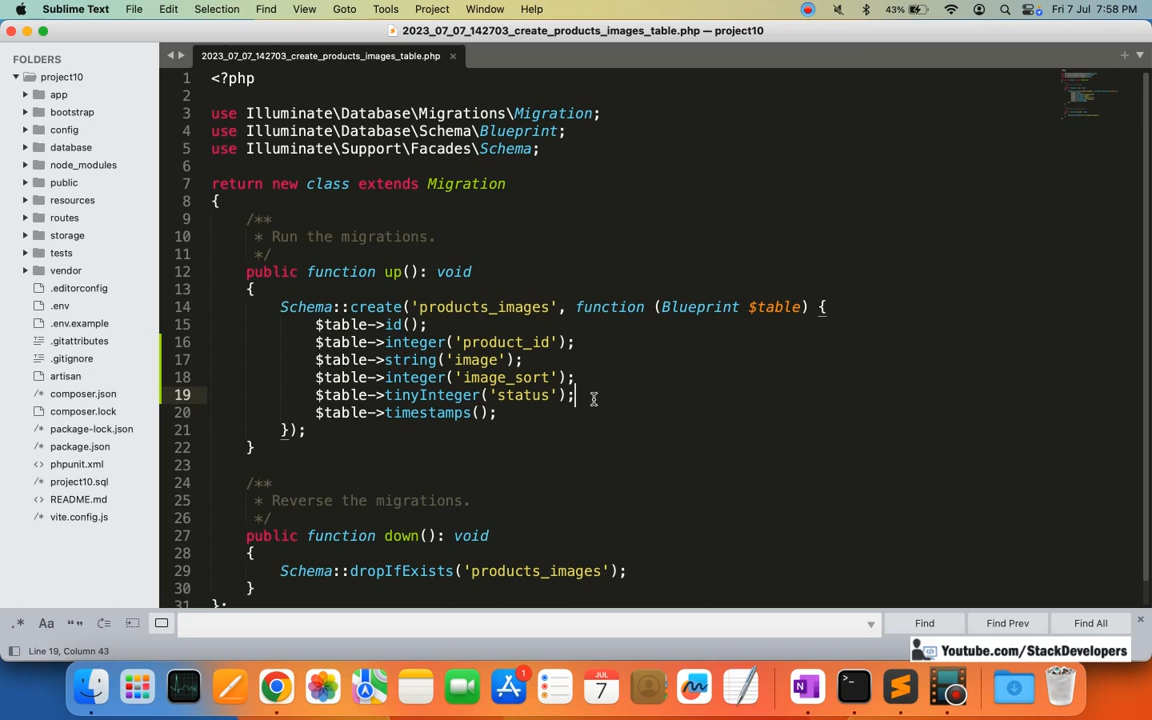 Sublime Text File Edit Selection Find View Goto Tools Project Window Help 43% Fri 7 Jul 7:58 PM
2023_07_07_142703_create_products_images_table.php — project10
FOLDERS
project10
app
bootstrap
config
database
node_modules
public
resources
routes
storage
tests
vendor
.editorconfig
.env
.env.example
.gitattributes
.gitignore
artisan
composer.json
composer.lock
package-lock.json
package.json
phpunit.xml
project10.sql
README.md
vite.config.js
2023_07_07_142703_create_products_images_table.php
1 <?php
2
3 use Illuminate\Database\Migrations\Migration;
4 use Illuminate\Database\Schema\Blueprint;
5 use Illuminate\Support\Facades\Schema;
6
7 return new class extends Migration
8 {
9 /**
10 * Run the migrations.
11 */
12 public function up(): void
13 {
14 Schema::create('products_images', function (Blueprint $table) {
15 $table->id();
16 $table->integer('product_id');
17 $table->string('image');
18 $table->integer('image_sort');
19 $table->tinyInteger('status');
20 $table->timestamps();
21 });
22 }
23
24 /**
25 * Reverse the migrations.
26 */
27 public function down(): void
28 {
29 Schema::dropIfExists('products_images');
30 }
31 };
.* Aa “” Find Find Prev Find All
Line 19, Column 43
Youtube.com/StackDevelopers
1
JUL
7